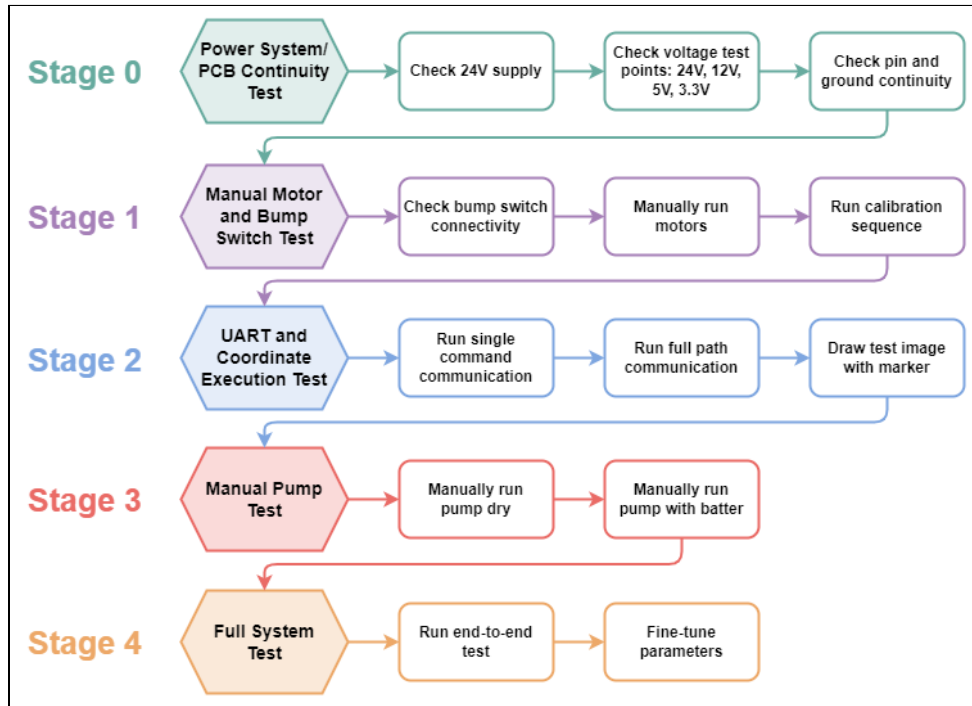 Stage 0
Power System/
PCB Continuity
Test
Check 24V supply
Check voltage test
points: 24V, 12V,
5V, 3.3V
Check pin and
ground continuity
Stage 1
Manual Motor
and Bump
Switch Test
Check bump switch
connectivity
Manually run
motors
Run calibration
sequence
Stage 2
UART and
Coordinate
Execution Test
Run single
command
communication
Run full path
communication
Draw test image
with marker
Stage 3
Manual Pump
Test
Manually run
pump dry
Manually run
pump with batter
Stage 4
Full System
Test
Run end-to-end
test
Fine-tune
parameters